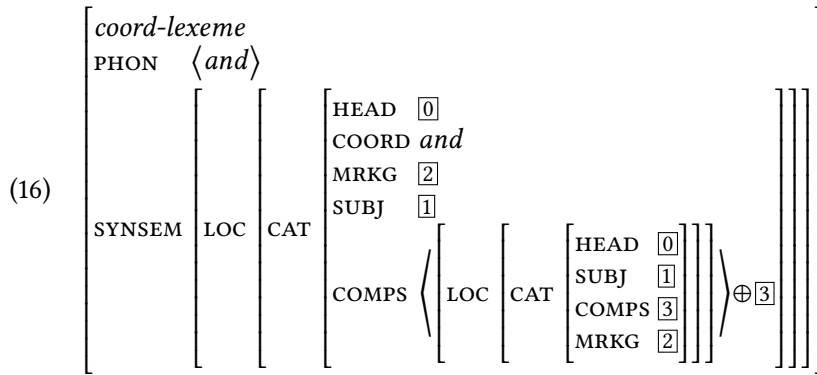 (16)
coord-lexeme
PHON ⟨and⟩
HEAD 0
COORD and
MRKG 2
SUBJ 1
SYNSEM LOC CAT
COMPS ⟨ LOC CAT
HEAD 0
SUBJ 1
COMPS 3
MRKG 2
⟩ ⊕ 3